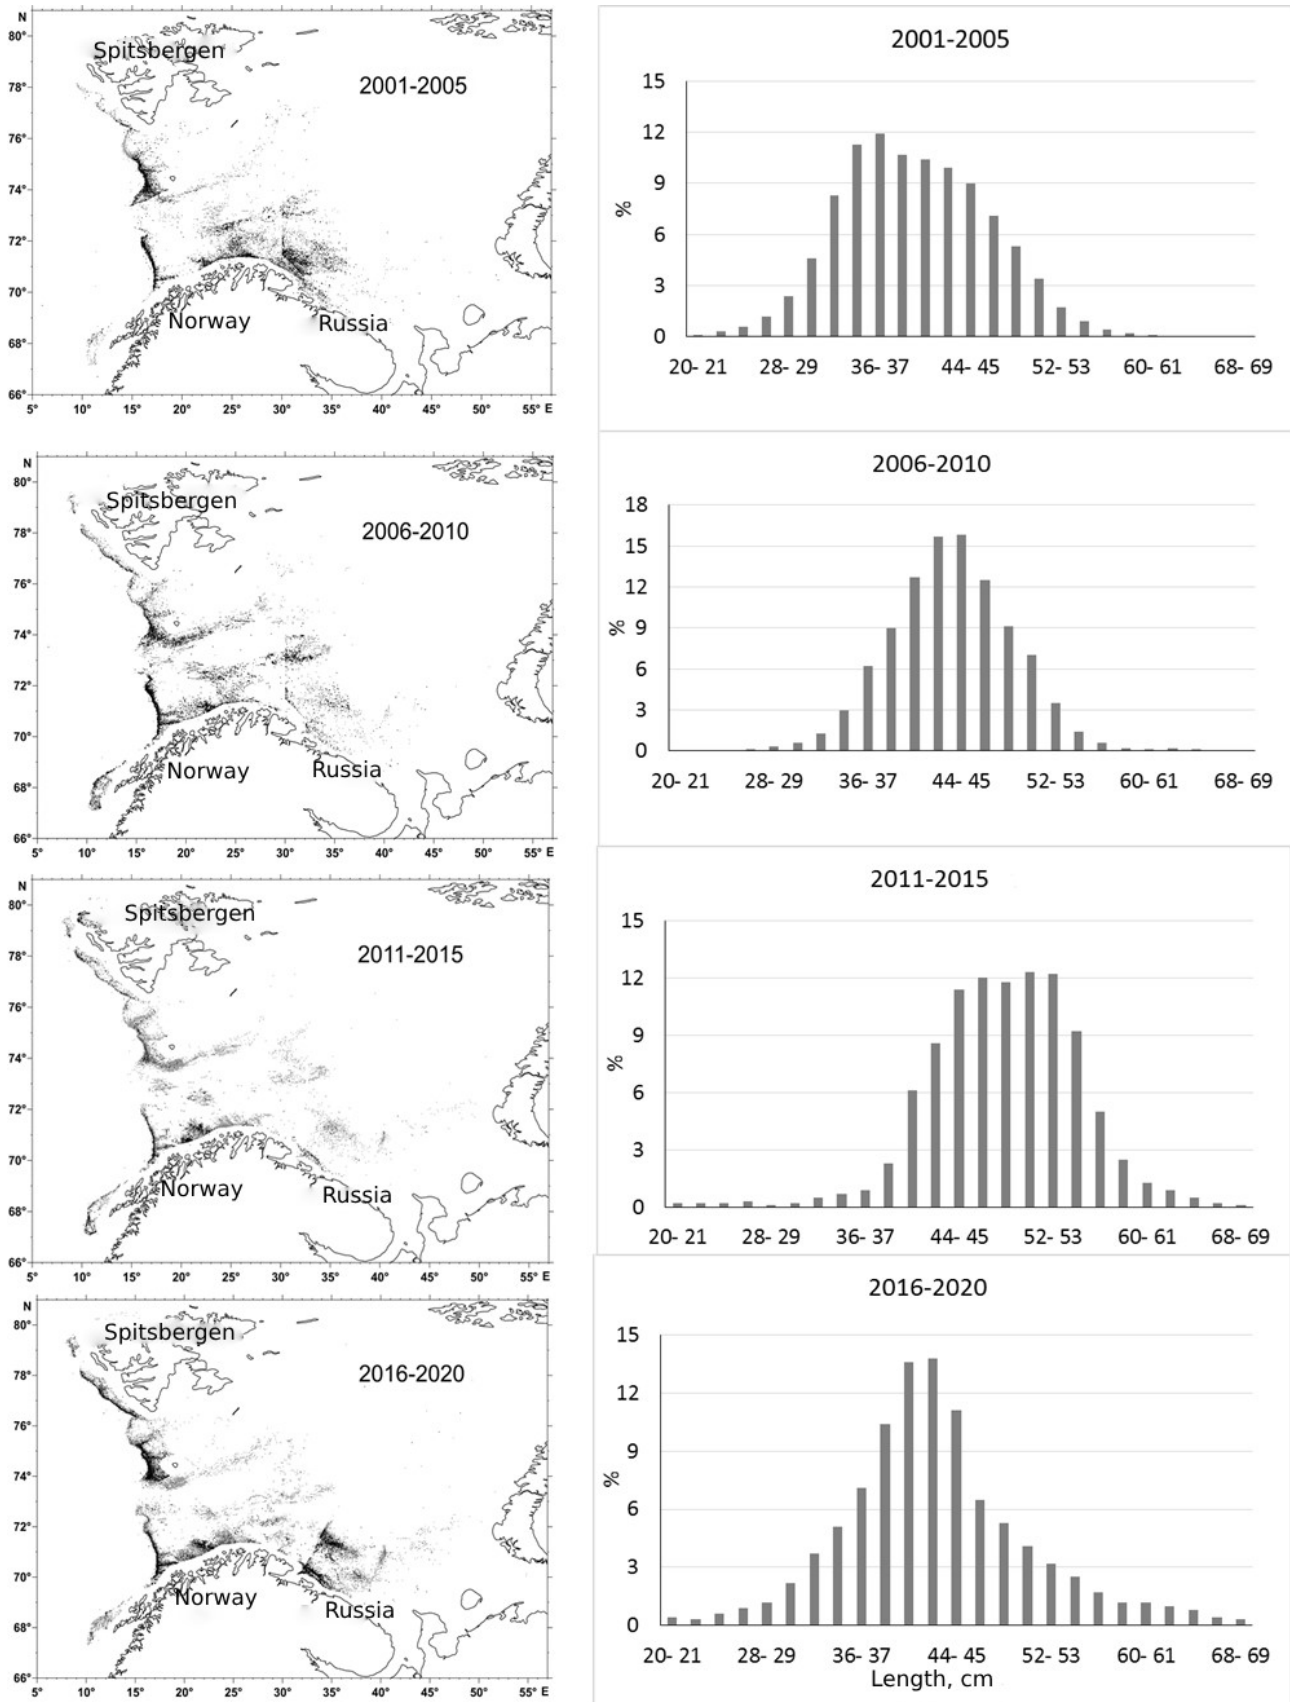 N
80°
78°
76°
74°
72°
70°
68°
66°
5° 10° 15° 20° 25° 30° 35° 40° 45° 50° 55° E
Spitsbergen
2001-2005
Norway
Russia
2001-2005
%
15
12
9
6
3
0
20- 21 28- 29 36- 37 44- 45 52- 53 60- 61 68- 69
N
80°
78°
76°
74°
72°
70°
68°
66°
5° 10° 15° 20° 25° 30° 35° 40° 45° 50° 55° E
Spitsbergen
2006-2010
Norway
Russia
2006-2010
%
18
15
12
9
6
3
0
20- 21 28- 29 36- 37 44- 45 52- 53 60- 61 68- 69
N
80°
78°
76°
74°
72°
70°
68°
66°
5° 10° 15° 20° 25° 30° 35° 40° 45° 50° 55° E
Spitsbergen
2011-2015
Norway
Russia
2011-2015
%
15
12
9
6
3
0
20- 21 28- 29 36- 37 44- 45 52- 53 60- 61 68- 69
N
80°
78°
76°
74°
72°
70°
68°
66°
5° 10° 15° 20° 25° 30° 35° 40° 45° 50° 55° E
Spitsbergen
2016-2020
Norway
Russia
2016-2020
%
15
12
9
6
3
0
20- 21 28- 29 36- 37 44- 45 52- 53 60- 61 68- 69
Length, cm